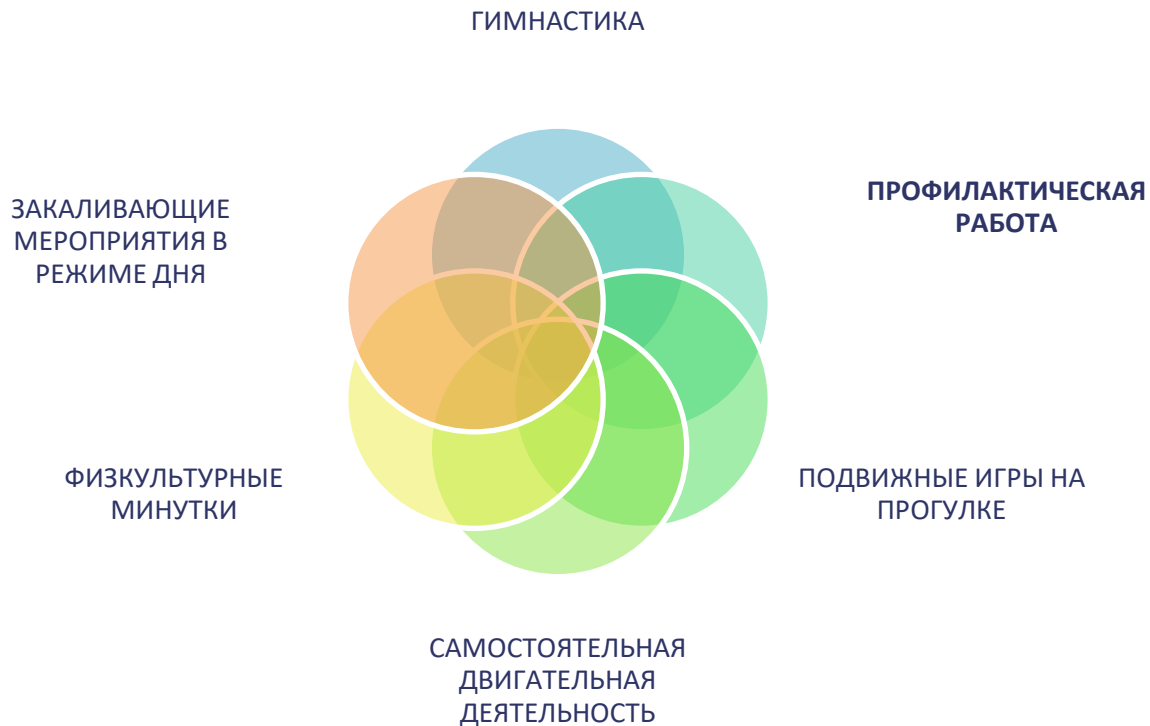 ГИМНАСТИКА
ПРОФИЛАКТИЧЕСКАЯ
РАБОТА
ПОДВИЖНЫЕ ИГРЫ НА
ПРОГУЛКЕ
САМОСТОЯТЕЛЬНАЯ
ДВИГАТЕЛЬНАЯ
ДЕЯТЕЛЬНОСТЬ
ФИЗКУЛЬТУРНЫЕ
МИНУТКИ
ЗАКАЛИВАЮЩИЕ
МЕРОПРИЯТИЯ В
РЕЖИМЕ ДНЯ